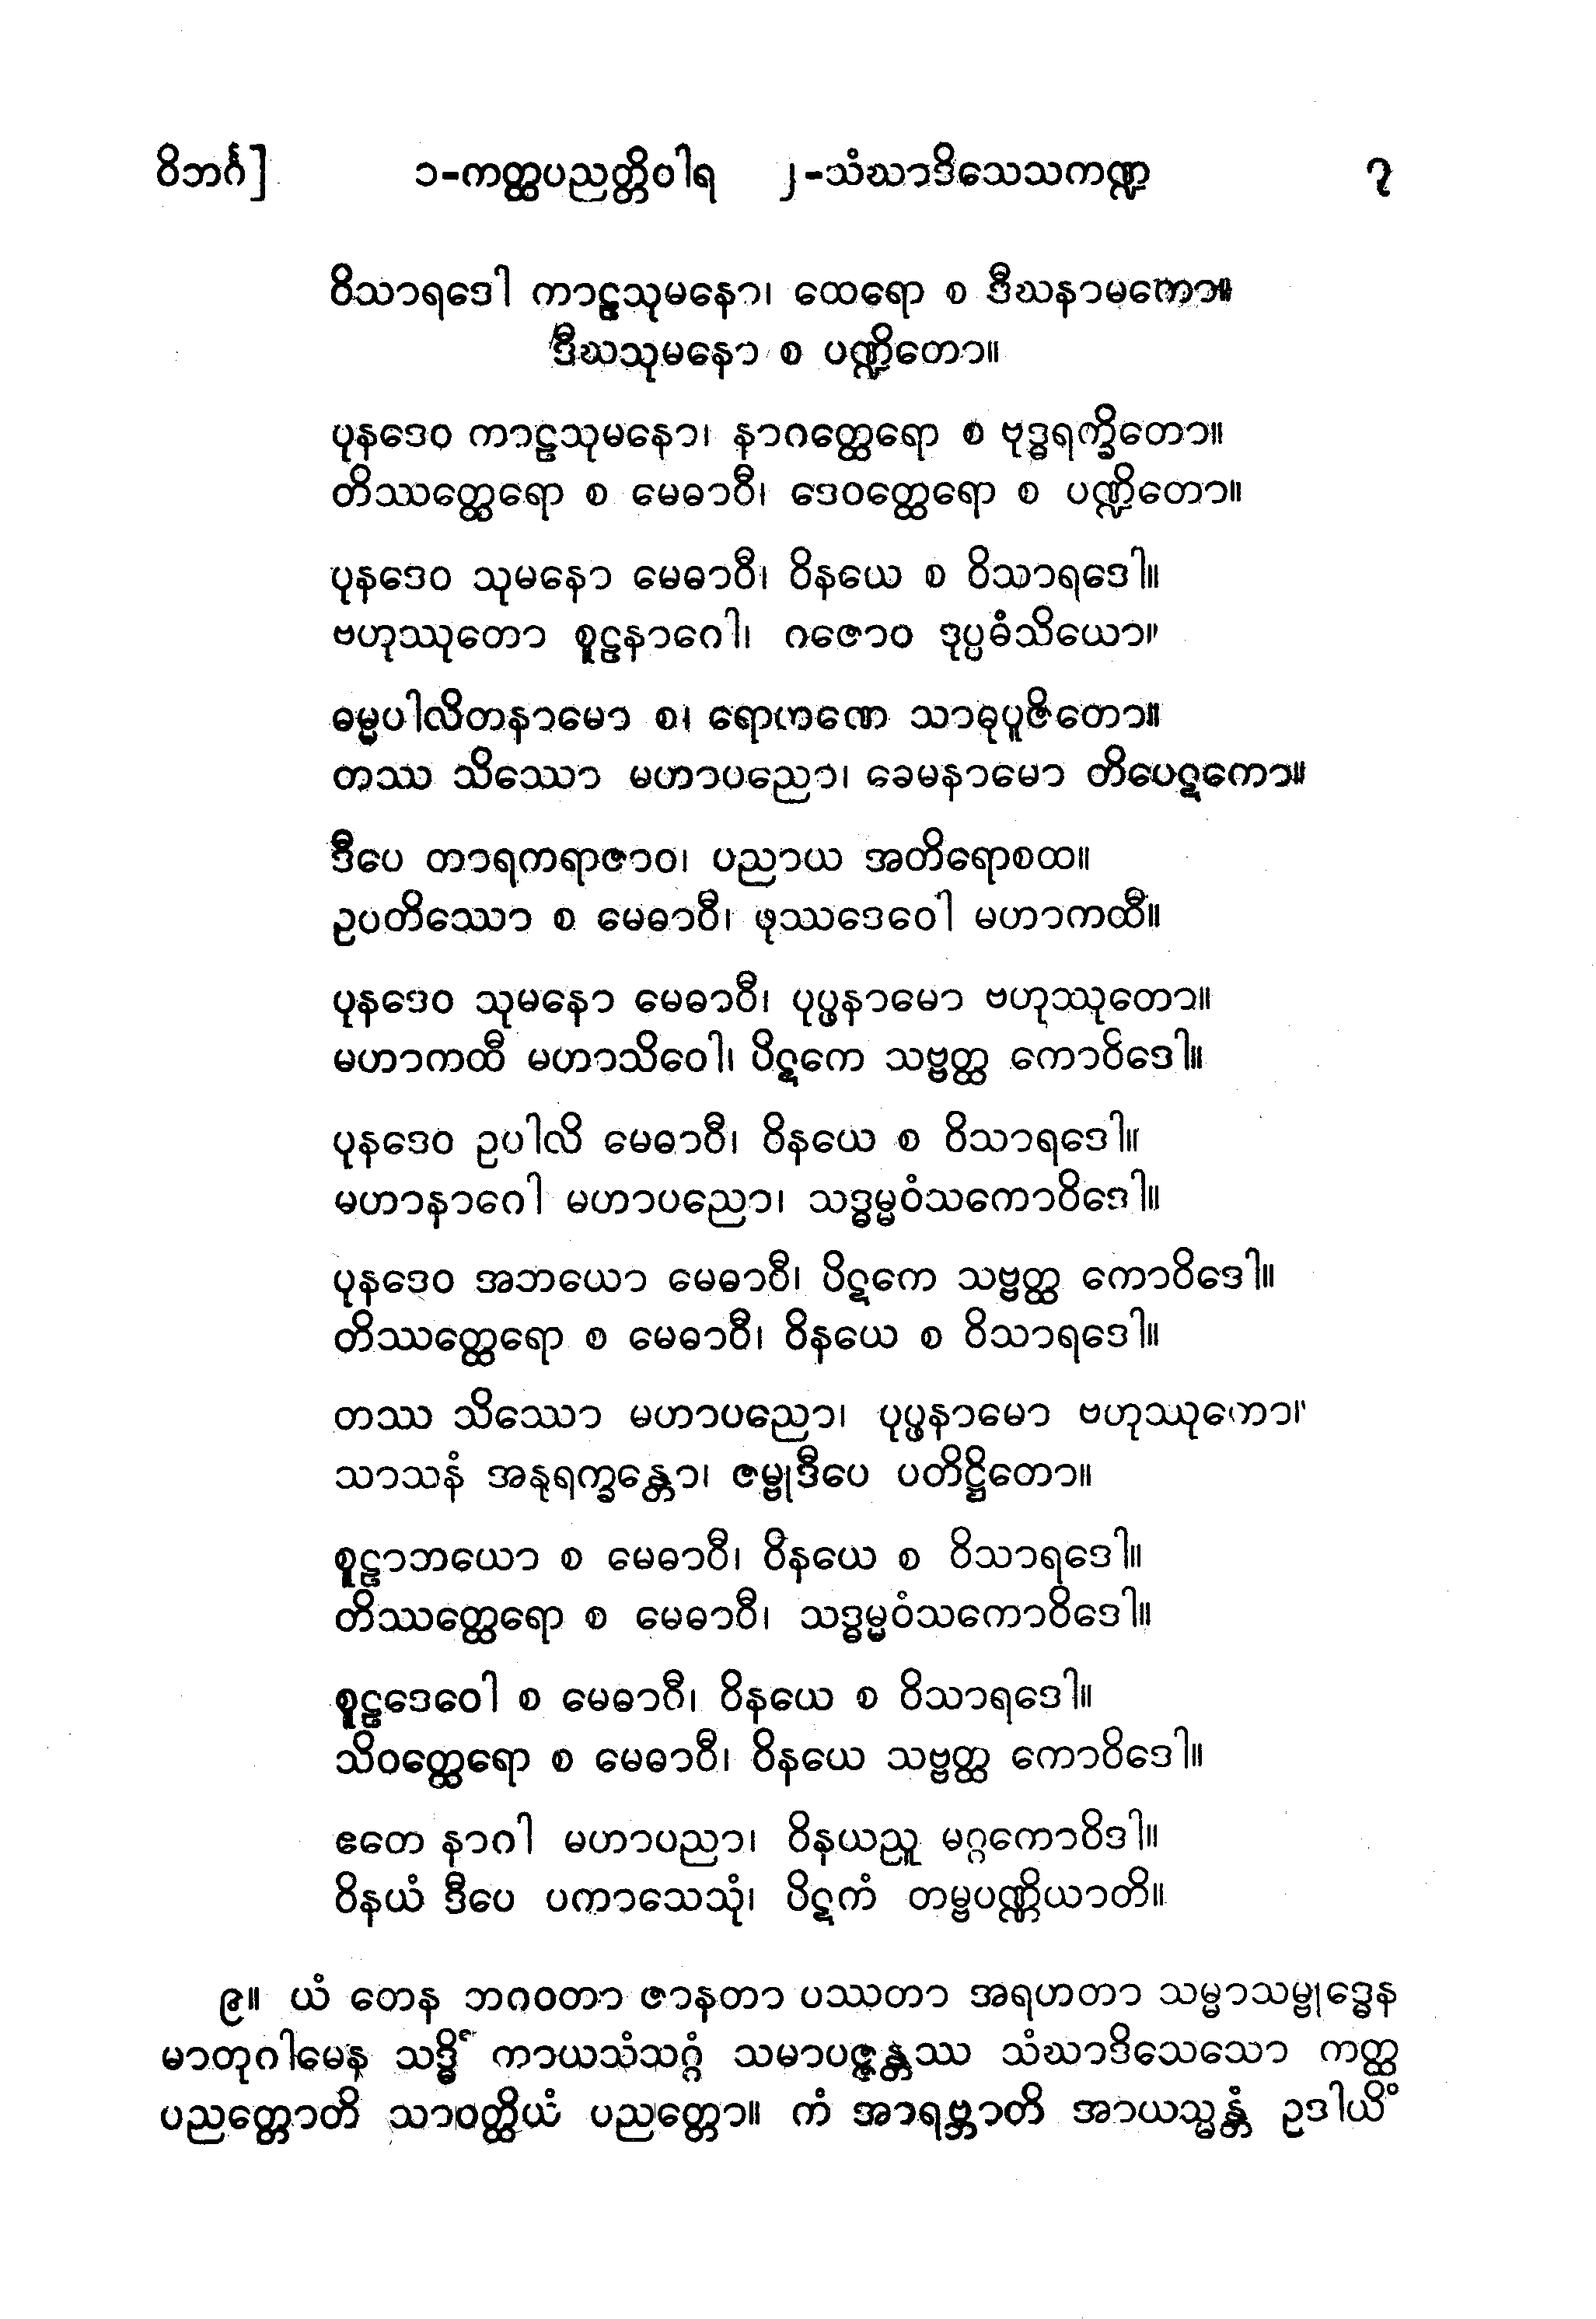 ဝိဘင်္ဂ] ၁-ကတ္ထပညတ္တိဝါရ ၂-သံဃာဒိသေသကဏ္ဍ ၇
ဝိသာရဒေါ ကာဠသုမနော၊ ထေရော စ ဒီဃနာမကော။
ဒီဃသုမနော စ ပဏ္ဍိတော။
ပုနဒေဝ ကာဠသုမနော၊ နာဂတ္ထေရော စ ဗုဒ္ဓရက္ခိတော။
တိဿတ္ထေရော စ မေဓာဝီ၊ ဒေဝတ္ထေရော စ ပဏ္ဍိတော။
ပုနဒေဝ သုမနော မေဓာဝီ၊ ဝိနယေ စ ဝိသာရဒေါ။
ဗဟုဿုတော စူဠနာဂေါ၊ ဂဇောဝ ဒုပ္ပဓံသိယော။
ဓမ္မပါလိတနာမော စ၊ ရောဟဏေ သာဓုပူဇိတော။
တဿ သိဿော မဟာပညော၊ ခေမနာမော တိပေဋကော။
ဒီပေ တာရကရာဇာဝ၊ ပညာယ အတိရောစထ။
ဥပတိဿော စ မေဓာဝီ၊ ဖုဿဒေဝေါ မဟာကထီ။
ပုနဒေဝ သုမနော မေဓာဝီ၊ ပုပ္ဖနာမော ဗဟုဿုတော။
မဟာကထီ မဟာသိဝေါ၊ ပိဋကေ သဗ္ဗတ္ထ ကောဝိဒေါ။
ပုနဒေဝ ဥပါလိ မေဓာဝီ၊ ဝိနယေ စ ဝိသာရဒေါ။
မဟာနာဂေါ မဟာပညော၊ သဒ္ဓမ္မဝံသကောဝိဒေါ။
ပုနဒေဝ အဘယော မေဓာဝီ၊ ပိဋကေ သဗ္ဗတ္ထ ကောဝိဒေါ။
တိဿတ္ထေရော စ မေဓာဝီ၊ ဝိနယေ စ ဝိသာရဒေါ။
တဿ သိဿော မဟာပညော၊ ပုပ္ဖနာမော ဗဟုဿုတော။
သာသနံ အနုရက္ခန္တော၊ ဇမ္ဗုဒီပေ ပတိဋ္ဌိတော။
စူဠာဘယော စ မေဓာဝီ၊ ဝိနယေ စ ဝိသာရဒေါ။
တိဿတ္ထေရော စ မေဓာဝီ၊ သဒ္ဓမ္မဝံသကောဝိဒေါ။
စူဠဒေဝေါ စ မေဓာဝီ၊ ဝိနယေ စ ဝိသာရဒေါ။
သိဝတ္ထေရော စ မေဓာဝီ၊ ဝိနယေ သဗ္ဗတ္ထ ကောဝိဒေါ။
ဧတေ နာဂါ မဟာပညာ၊ ဝိနယညူ မဂ္ဂကောဝိဒါ။
ဝိနယံ ဒီပေ ပကာသေသုံ၊ ပိဋကံ တမ္ဗပဏ္ဏိယာတိ။
၉။ ယံ တေန ဘဂဝတာ ဇာနတာ ပဿတာ အရဟတာ သမ္မာသမ္ဗုဒ္ဓေန
မာတုဂါမေန သဒ္ဓိံ ကာယသံသဂ္ဂံ သမာပဇ္ဇန္တဿ သံဃာဒိသေသော ကတ္ထ
ပညတ္တောတိ သာဝတ္ထိယံ ပညတ္တော။ ကံ အာရဗ္ဘာတိ အာယသ္မန္တံ ဥဒါယိံ